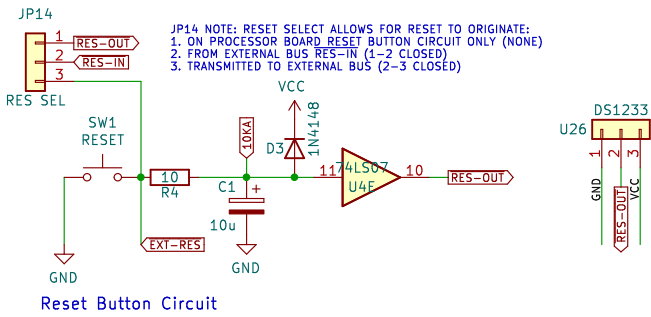 JP14
JP14 NOTE: RESET SELECT ALLOWS FOR RESET TO ORIGINATE:
1. ON PROCESSOR BOARD RESET BUTTON CIRCUIT ONLY (NONE)
2. FROM EXTERNAL BUS RES-IN (1-2 CLOSED)
3. TRANSMITTED TO EXTERNAL BUS (2-3 CLOSED)
1
RES-OUT
2
RES-IN
3
RES SEL
VCC
1N4148
SW1
RESET
10KA
D3
DS1233
U26
1
2
3
GND
RES-OUT
VCC
10
R4
C1
+
10u
11
74LS07
U4E
10
RES-OUT
EXT-RES
GND
GND
Reset Button Circuit